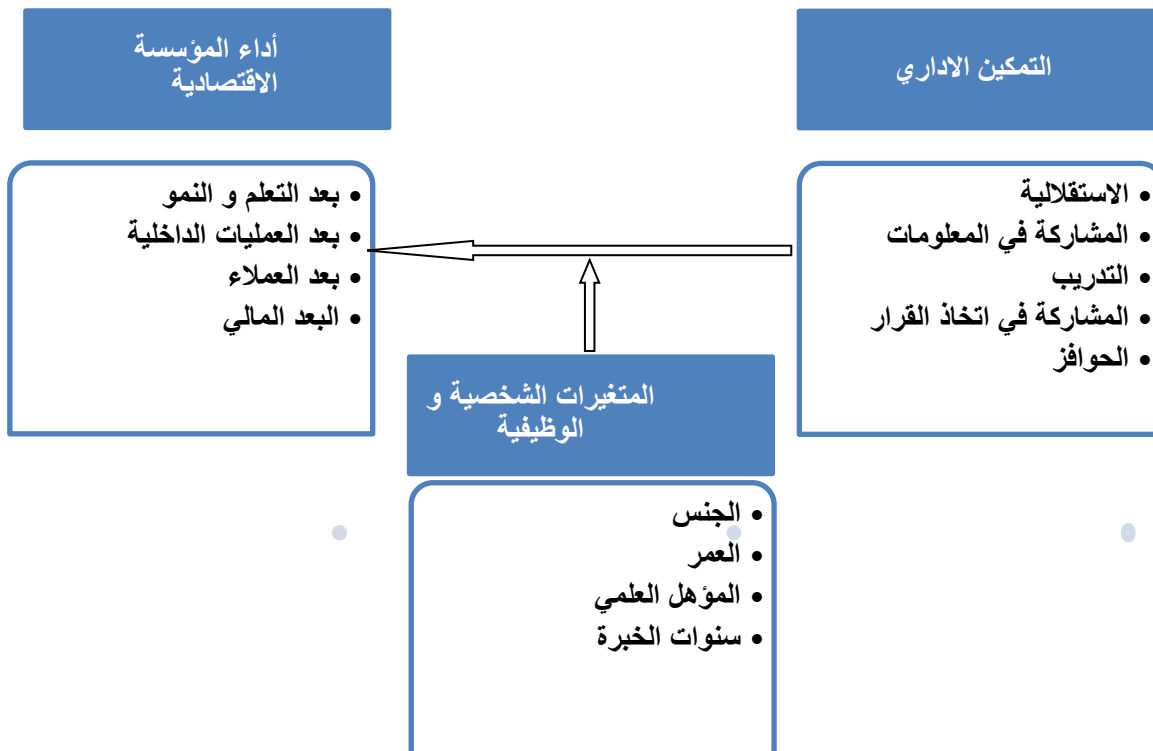 التمكين الاداري
• الاستقلالية
• المشاركة في المعلومات
• التدريب
• المشاركة في اتخاذ القرار
• الحوافز
أداء المؤسسة
الاقتصادية
• بعد التعلم و النمو
• بعد العمليات الداخلية
• بعد العملاء
• البعد المالي
المتغيرات الشخصية و
الوظيفية
• الجنس
• العمر
• المؤهل العلمي
• سنوات الخبرة